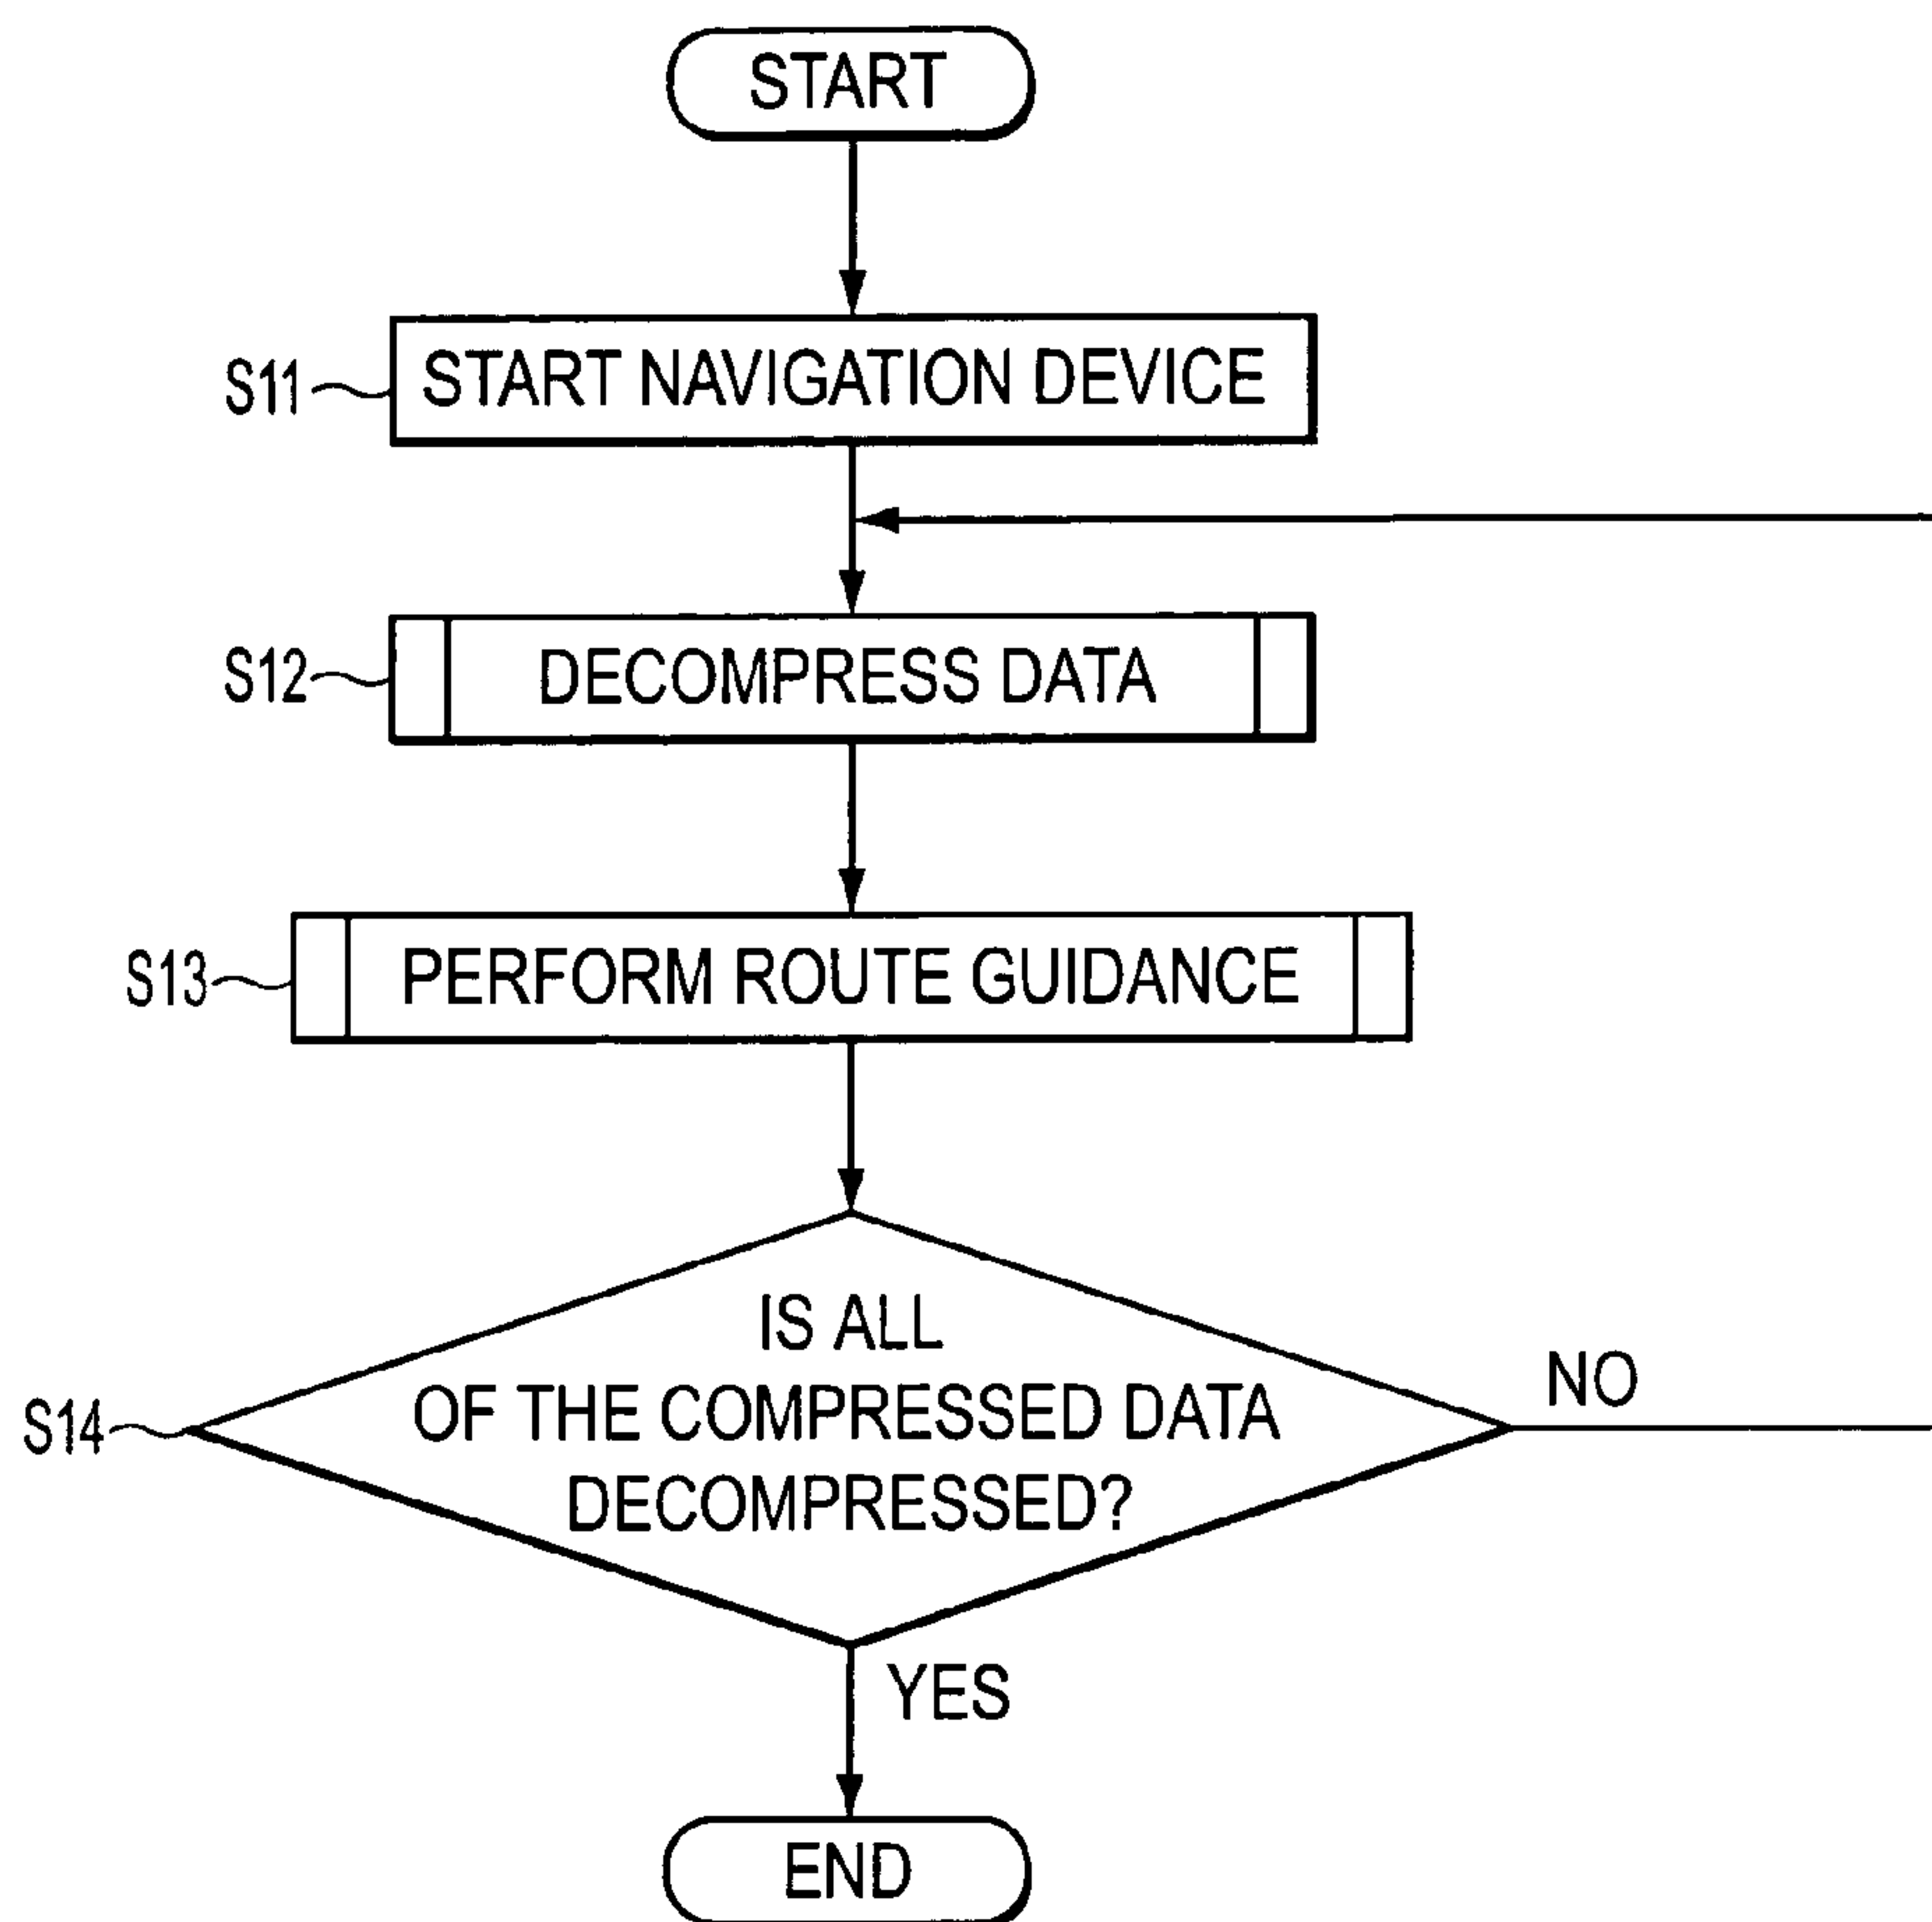 START
S11
START NAVIGATION DEVICE
S12
DECOMPRESS DATA
S13
PERFORM ROUTE GUIDANCE
S14
IS ALL
OF THE COMPRESSED DATA
DECOMPRESSED?
NO
YES
END